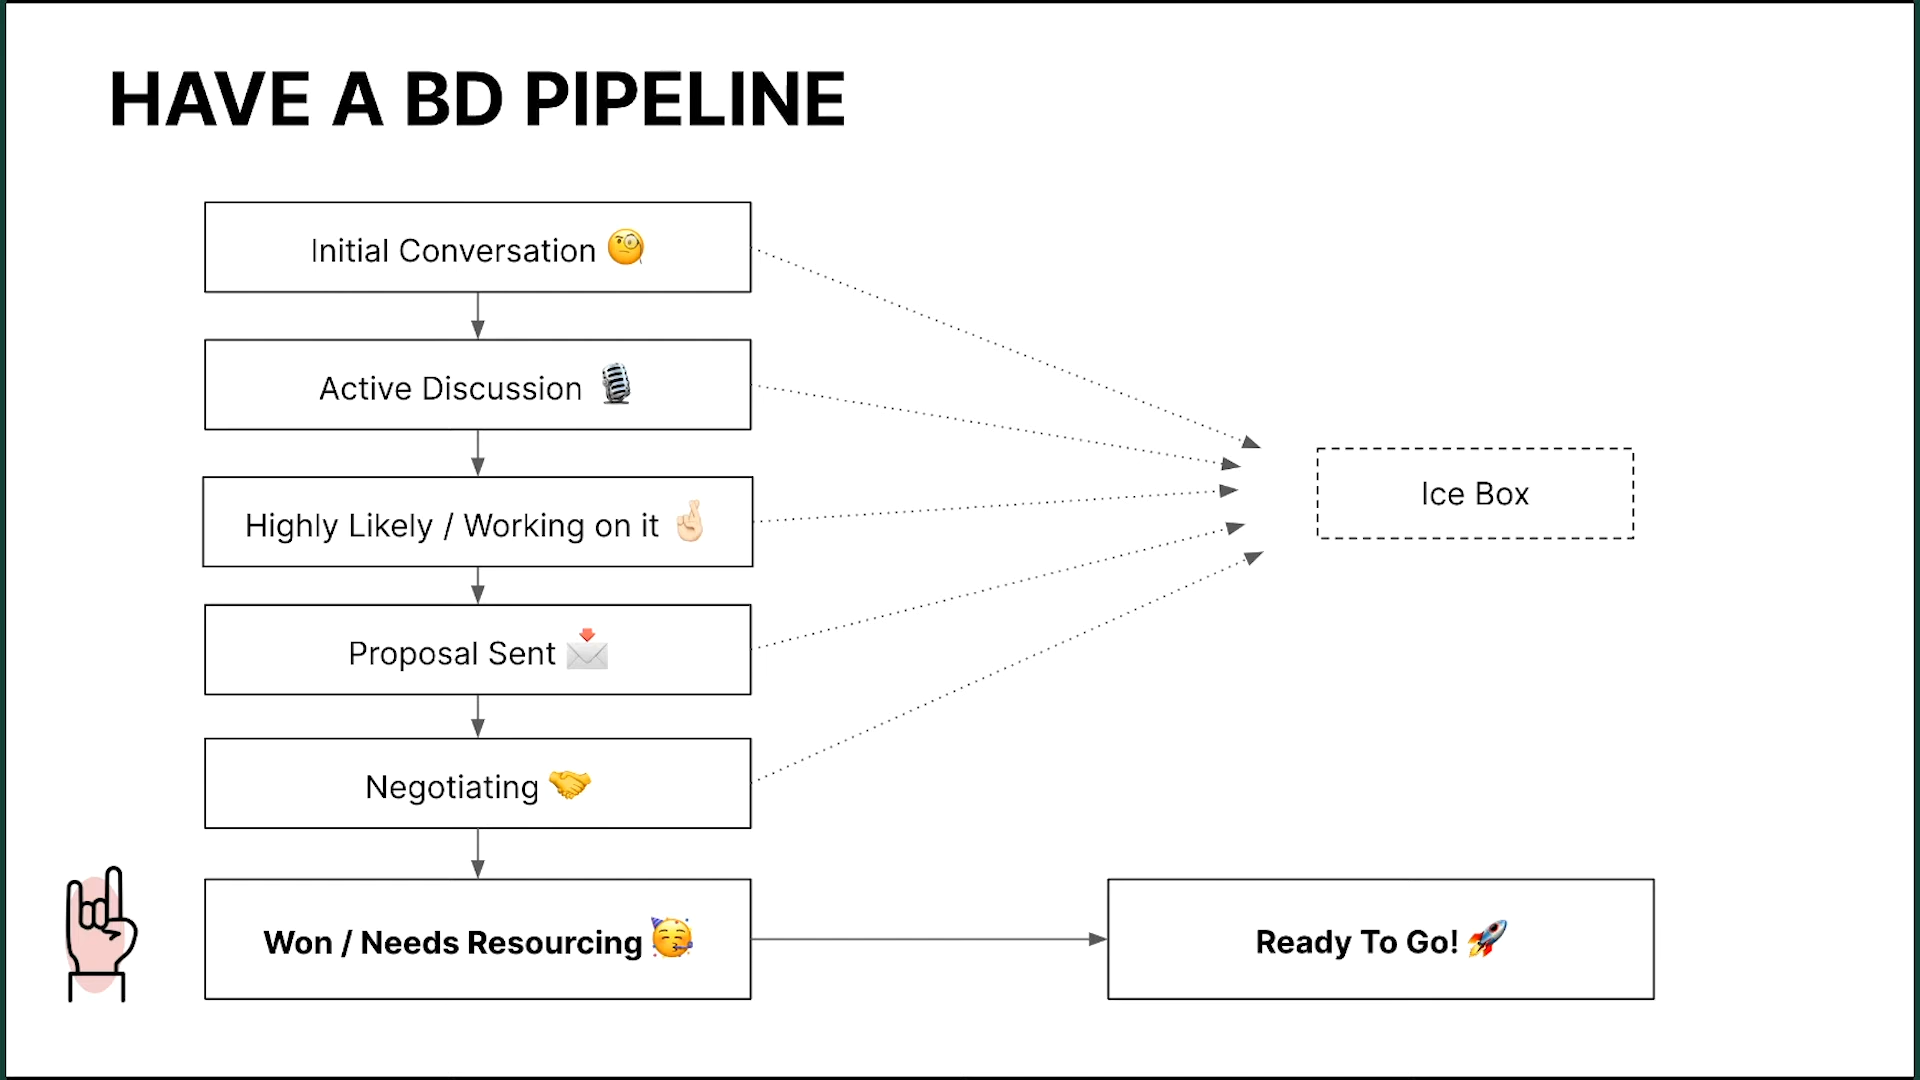 HAVE A BD PIPELINE
Initial Conversation 🧐
Active Discussion 🎙️
Highly Likely / Working on it 🤞🏻
Proposal Sent 📩
Negotiating 🤝
Ice Box
Won / Needs Resourcing 🥳
Ready To Go! 🚀